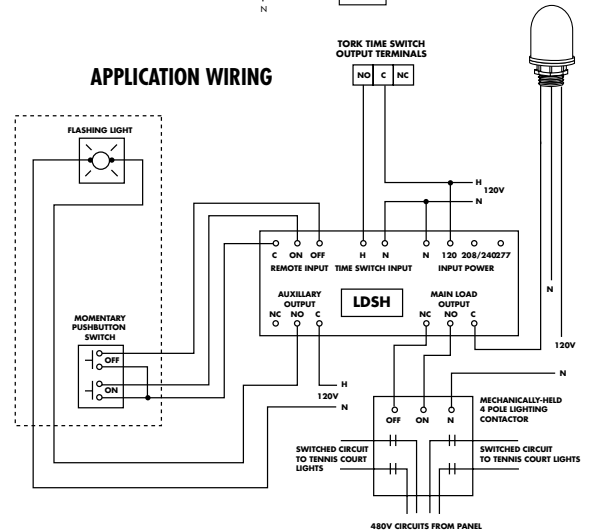 N
TORK TIME SWITCH
OUTPUT TERMINALS
NO C NC
APPLICATION WIRING
FLASHING LIGHT
H
120V
N
C ON OFF H N N 120 208/240 277
REMOTE INPUT TIME SWITCH INPUT INPUT POWER
AUXILLARY
OUTPUT
NC NO C
LDSH
MAIN LOAD
OUTPUT
NC NO C
N
120V
MOMENTARY
PUSHBUTTON
SWITCH
OFF
ON
H
120V
N
N
OFF ON N
MECHANICALLY-HELD
4 POLE LIGHTING
CONTACTOR
SWITCHED CIRCUIT
TO TENNIS COURT
LIGHTS
SWITCHED CIRCUIT
TO TENNIS COURT LIGHTS
480V CIRCUITS FROM PANEL